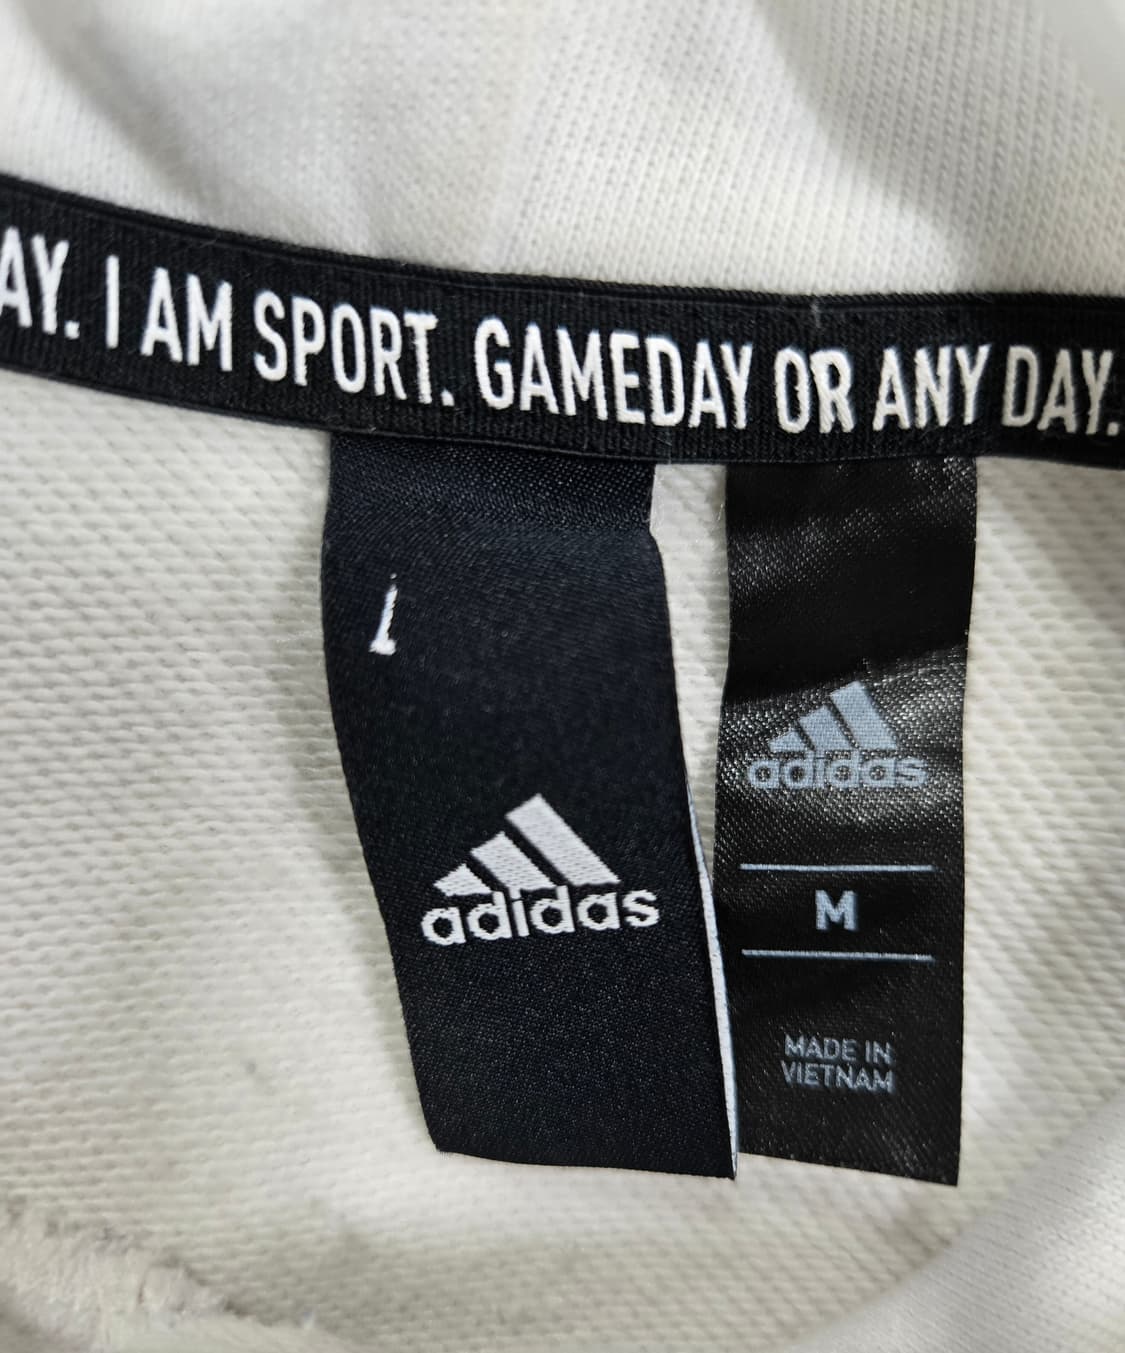 AY. I AM SPORT. GAMEDAY OR ANY DAY.
adidas
adidas
M
MADE IN
VIETNAM